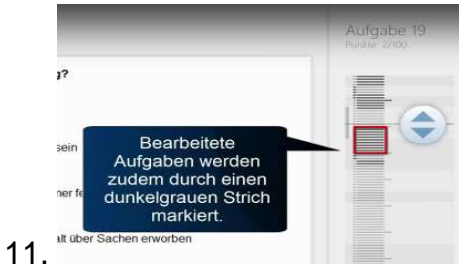 Aufgabe 19
Punkte: 2/100
g?
Bearbeitete
Aufgaben werden
zudem durch einen
dunkelgrauen Strich
markiert.
sein
ner fe
alt über Sachen erworben
11.